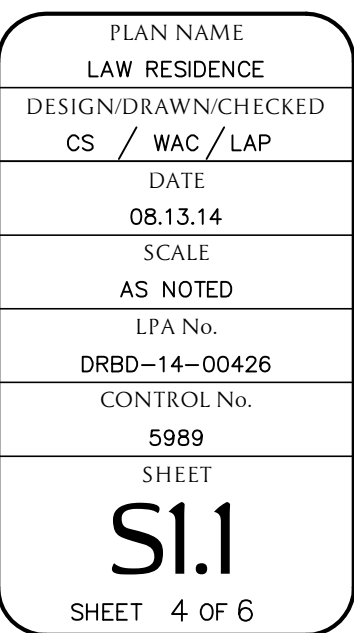 PLAN NAME
LAW RESIDENCE
DESIGN/DRAWN/CHECKED
CS / WAC / LAP
DATE
08.13.14
SCALE
AS NOTED
LPA No.
DRBD-14-00426
CONTROL No.
5989
SHEET
S1.1
SHEET 4 OF 6